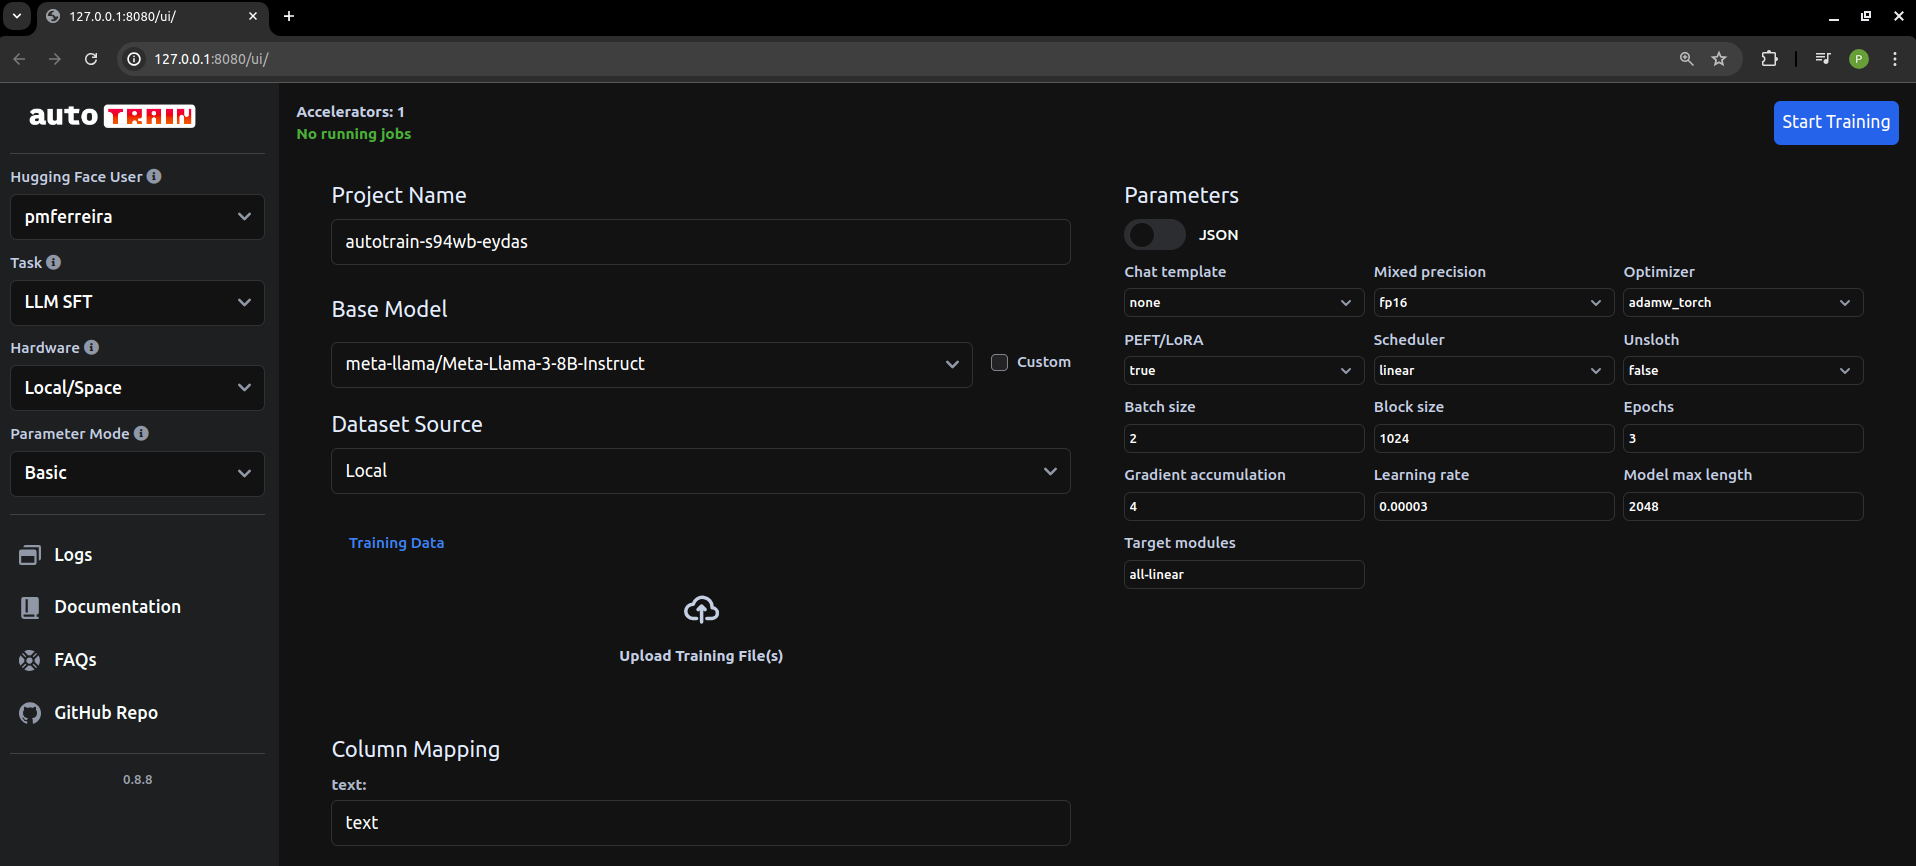 127.0.0.1:8080/ui/
127.0.0.1:8080/ui/
P
auto TRAIN
Hugging Face User
pmferreira
Task
LLM SFT
Hardware
Local/Space
Parameter Mode
Basic
Logs
Documentation
FAQs
GitHub Repo
0.8.8
Accelerators: 1
No running jobs
Start Training
Project Name
autotrain-s94wb-eydas
Base Model
meta-llama/Meta-Llama-3-8B-Instruct
Custom
Dataset Source
Local
Training Data
Upload Training File(s)
Column Mapping
text:
text
Parameters
JSON
Chat template Mixed precision Optimizer
none fp16 adamw_torch
PEFT/LoRA Scheduler Unsloth
true linear false
Batch size Block size Epochs
2 1024 3
Gradient accumulation Learning rate Model max length
4 0.00003 2048
Target modules
all-linear